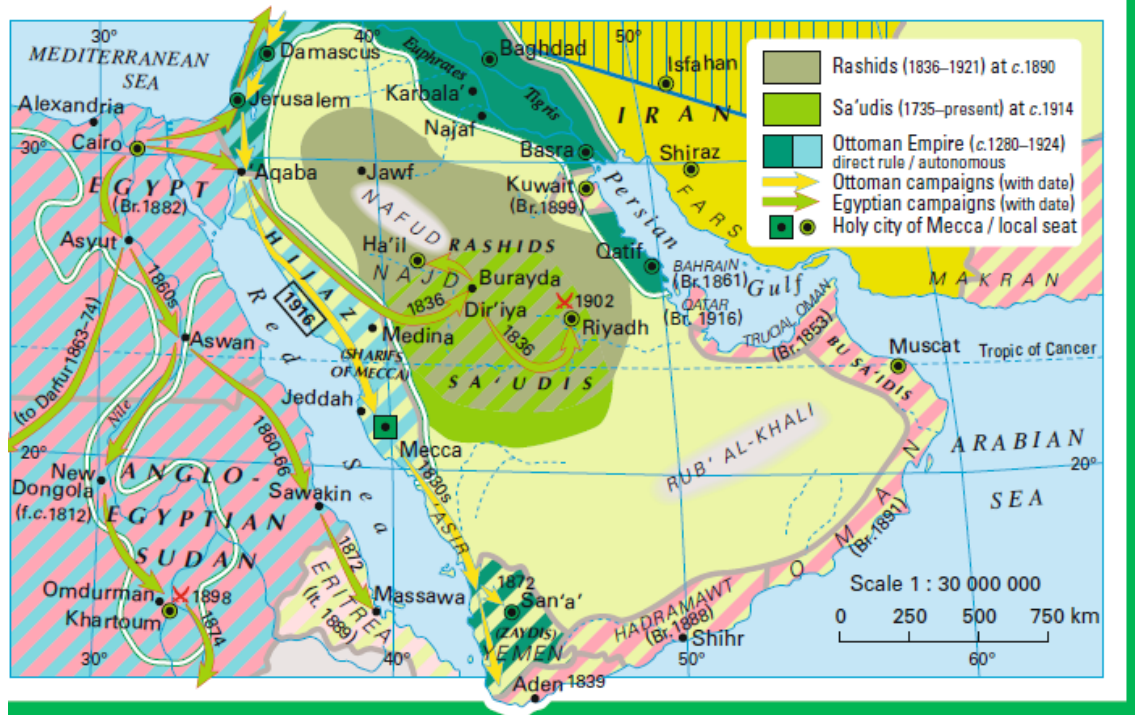 30°
40°
50°
MEDITERRANEAN
SEA
Damascus
Euphrates
Baghdad
Isfahan
Tigris
Karbala'
Jerusalem
Alexandria
Najaf
IRAN
Cairo
30°
Basra
Shiraz
Aqaba
Jawf
Kuwait
(Br.1899)
Persian
Gulf
FARS
EGYPT
(Br.1882)
NAFUD
Asyut
Ha'il
RASHIDS
Qatif
BAHRAIN
(Br.1861)
MAKRAN
HIJAZ
NAJD
Burayda
1860s
1916
1836
Dir'iya
1902
QATAR
(Br. 1916)
TRUCIAL OMAN
(Br.1853)
Riyadh
Medina
1836
Aswan
Red
Sea
(SHARIFS
OF MECCA)
BU SA'IDIS
Muscat
Tropic of Cancer
(to Darfur1863–74)
SA'UDIS
Jeddah
Nile
1860-66
Mecca
RUB' AL-KHALI
ARABIAN
SEA
20°
20°
New
Dongola
(f.c.1812)
ANGLO-
EGYPTIAN
SUDAN
Sawakin
1830s
ASIR
OMAN
(Br.1891)
1872
1872
Omdurman
1898
Khartoum
1874
ERITREA
(It. 1889)
Massawa
San'a'
(ZAYDIS)
YEMEN
HADRAMAWT
(Br.1888)
Shihr
Aden 1839
30°
40°
50°
60°
Rashids (1836–1921) at c.1890
Sa'udis (1735–present) at c.1914
Ottoman Empire (c.1280–1924)
direct rule / autonomous
Ottoman campaigns (with date)
Egyptian campaigns (with date)
Holy city of Mecca / local seat
Scale 1 : 30 000 000
0 250 500 750 km